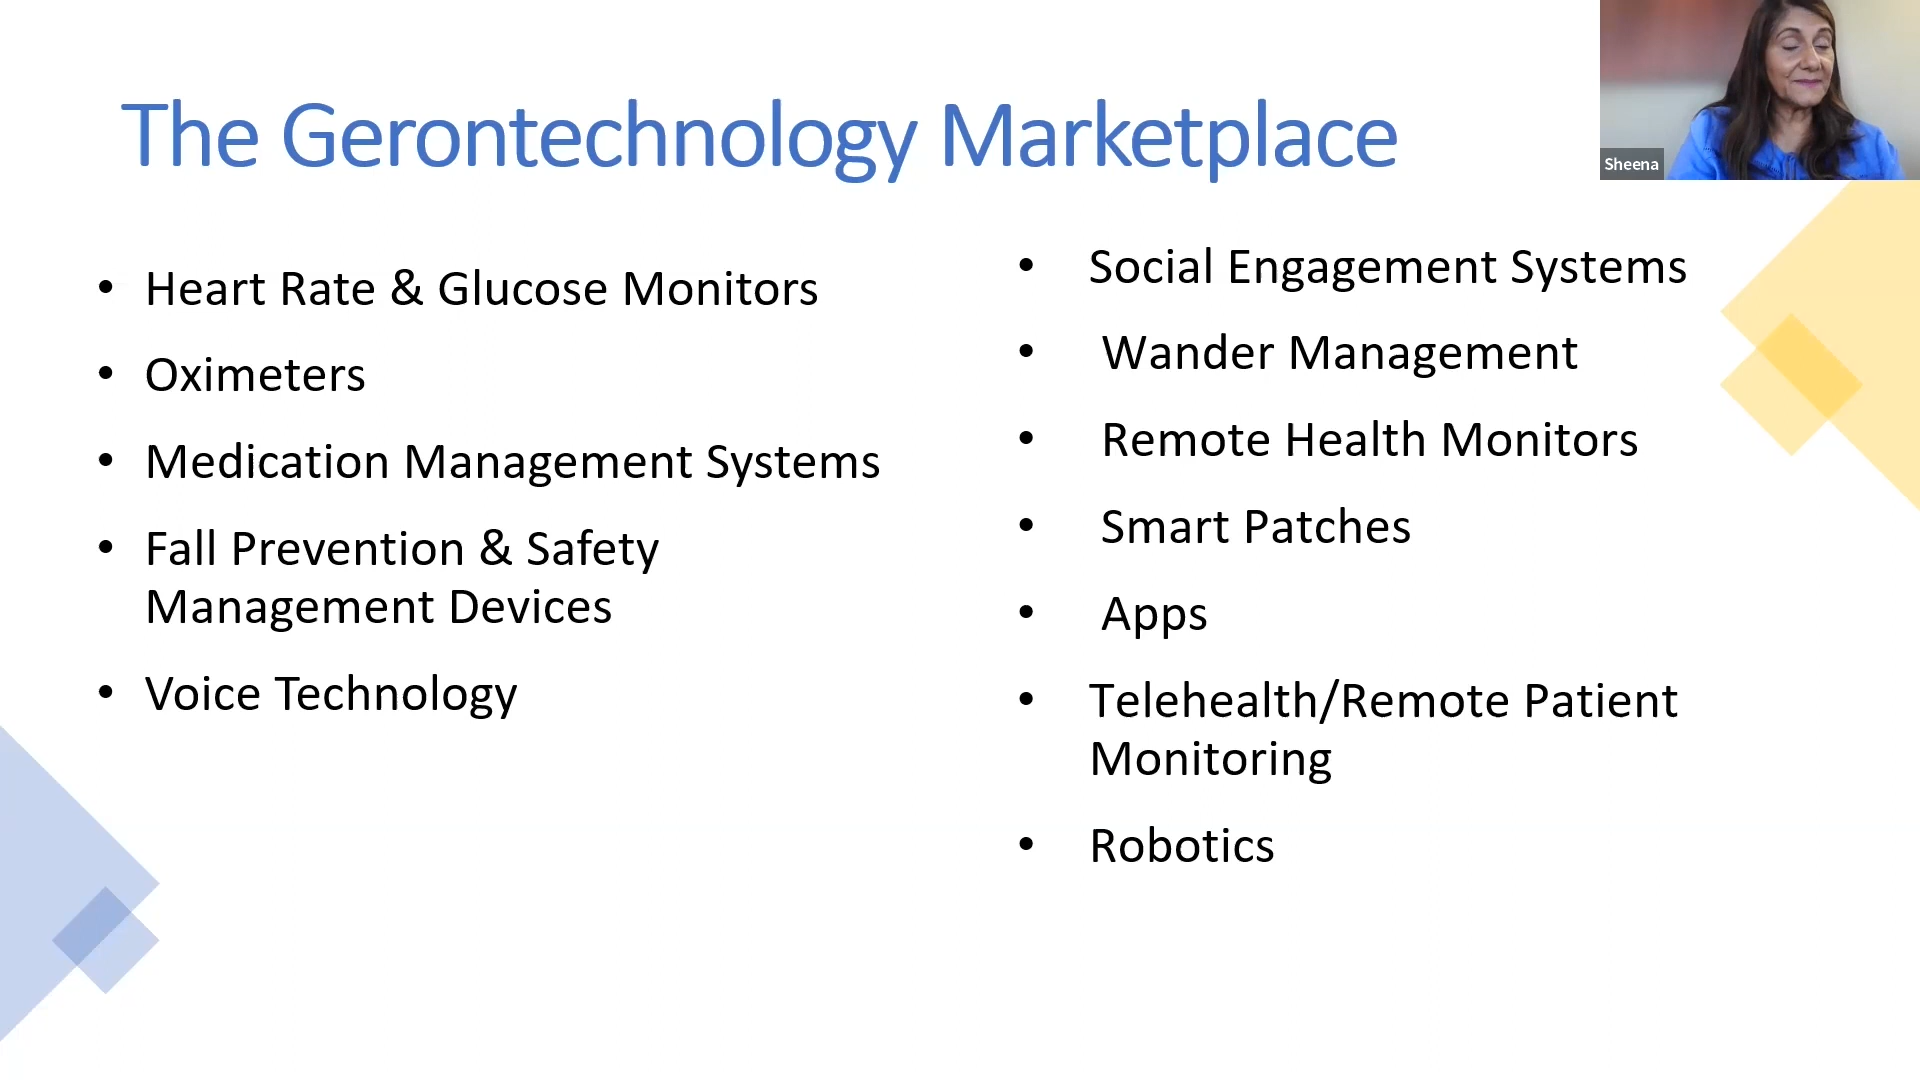 The Gerontechnology Marketplace
Sheena
• Heart Rate & Glucose Monitors
• Oximeters
• Medication Management Systems
• Fall Prevention & Safety
Management Devices
• Voice Technology
• Social Engagement Systems
• Wander Management
• Remote Health Monitors
• Smart Patches
• Apps
• Telehealth/Remote Patient
Monitoring
• Robotics